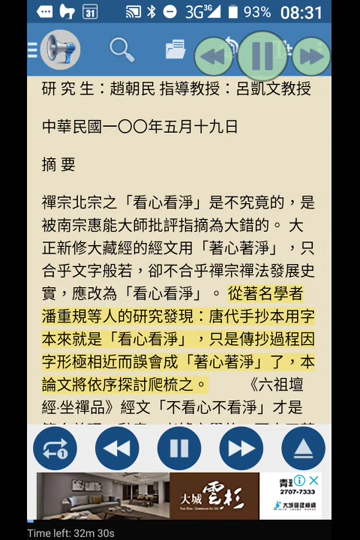 31 3G 93% 08:31
研 究 生：趙朝民 指導教授：呂凱文教授
中華民國一〇〇年五月十九日
摘 要
禪宗北宗之「看心看淨」是不究竟的，是
被南宗惠能大師批評指摘為大錯的。 大
正新修大藏經的經文用「著心著淨」，只
合乎文字般若，卻不合乎禪宗禪法發展史
實，應改為「看心看淨」。 從著名學者
潘重規等人的研究發現：唐代手抄本用字
本來就是「看心看淨」，只是傳抄過程因
字形極相近而誤會成「著心著淨」了，本
論文將依序探討爬梳之。 《六祖壇
經·坐禪品》經文「不看心不看淨」才是
1
大城 雲杉
2707-7333
Time left: 32m 30s